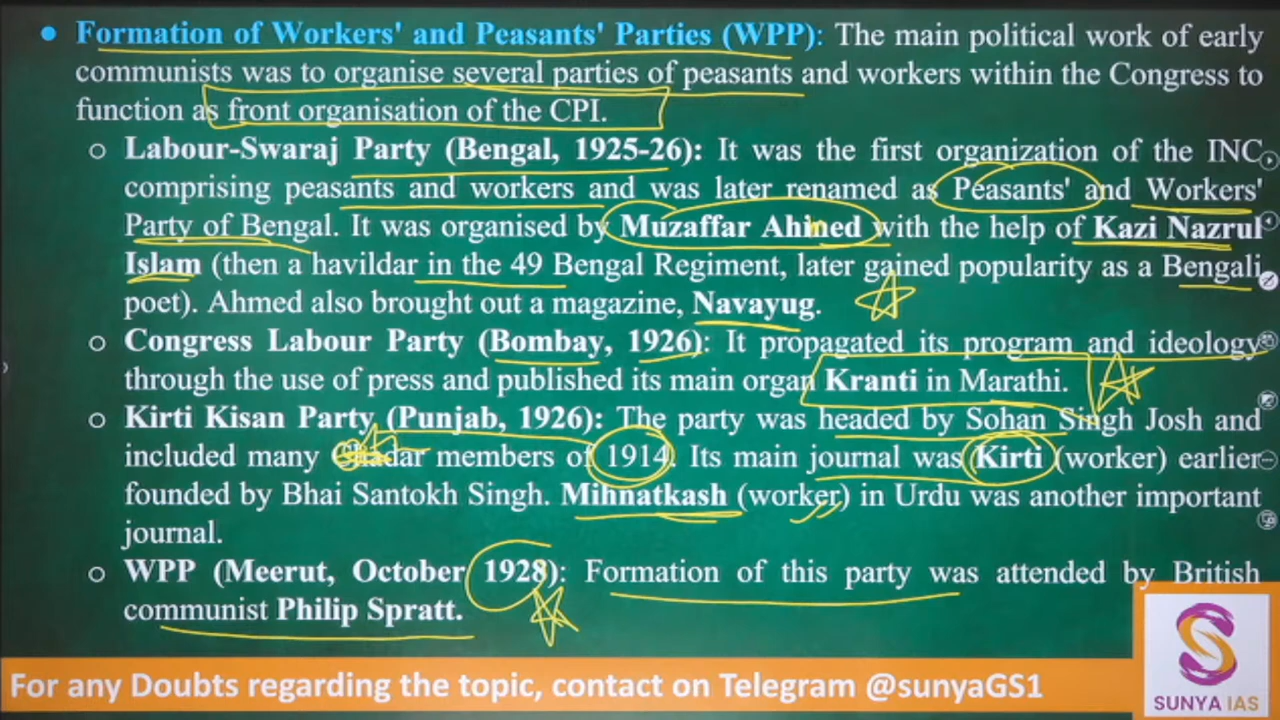 ● Formation of Workers' and Peasants' Parties (WPP): The main political work of early
communists was to organise several parties of peasants and workers within the Congress to
function as front organisation of the CPI.
○ Labour-Swaraj Party (Bengal, 1925-26): It was the first organization of the INC
comprising peasants and workers and was later renamed as Peasants' and Workers'
Party of Bengal. It was organised by Muzaffar Ahmed with the help of Kazi Nazrul
Islam (then a havildar in the 49 Bengal Regiment, later gained popularity as a Bengali
poet). Ahmed also brought out a magazine, Navayug.
○ Congress Labour Party (Bombay, 1926): It propagated its program and ideology
through the use of press and published its main organ Kranti in Marathi.
○ Kirti Kisan Party (Punjab, 1926): The party was headed by Sohan Singh Josh and
included many Ghadar members of 1914. Its main journal was Kirti (worker) earlier
founded by Bhai Santokh Singh. Mihnatkash (worker) in Urdu was another important
journal.
○ WPP (Meerut, October 1928): Formation of this party was attended by British
communist Philip Spratt.
For any Doubts regarding the topic, contact on Telegram @sunyaGS1
SUNYA IAS